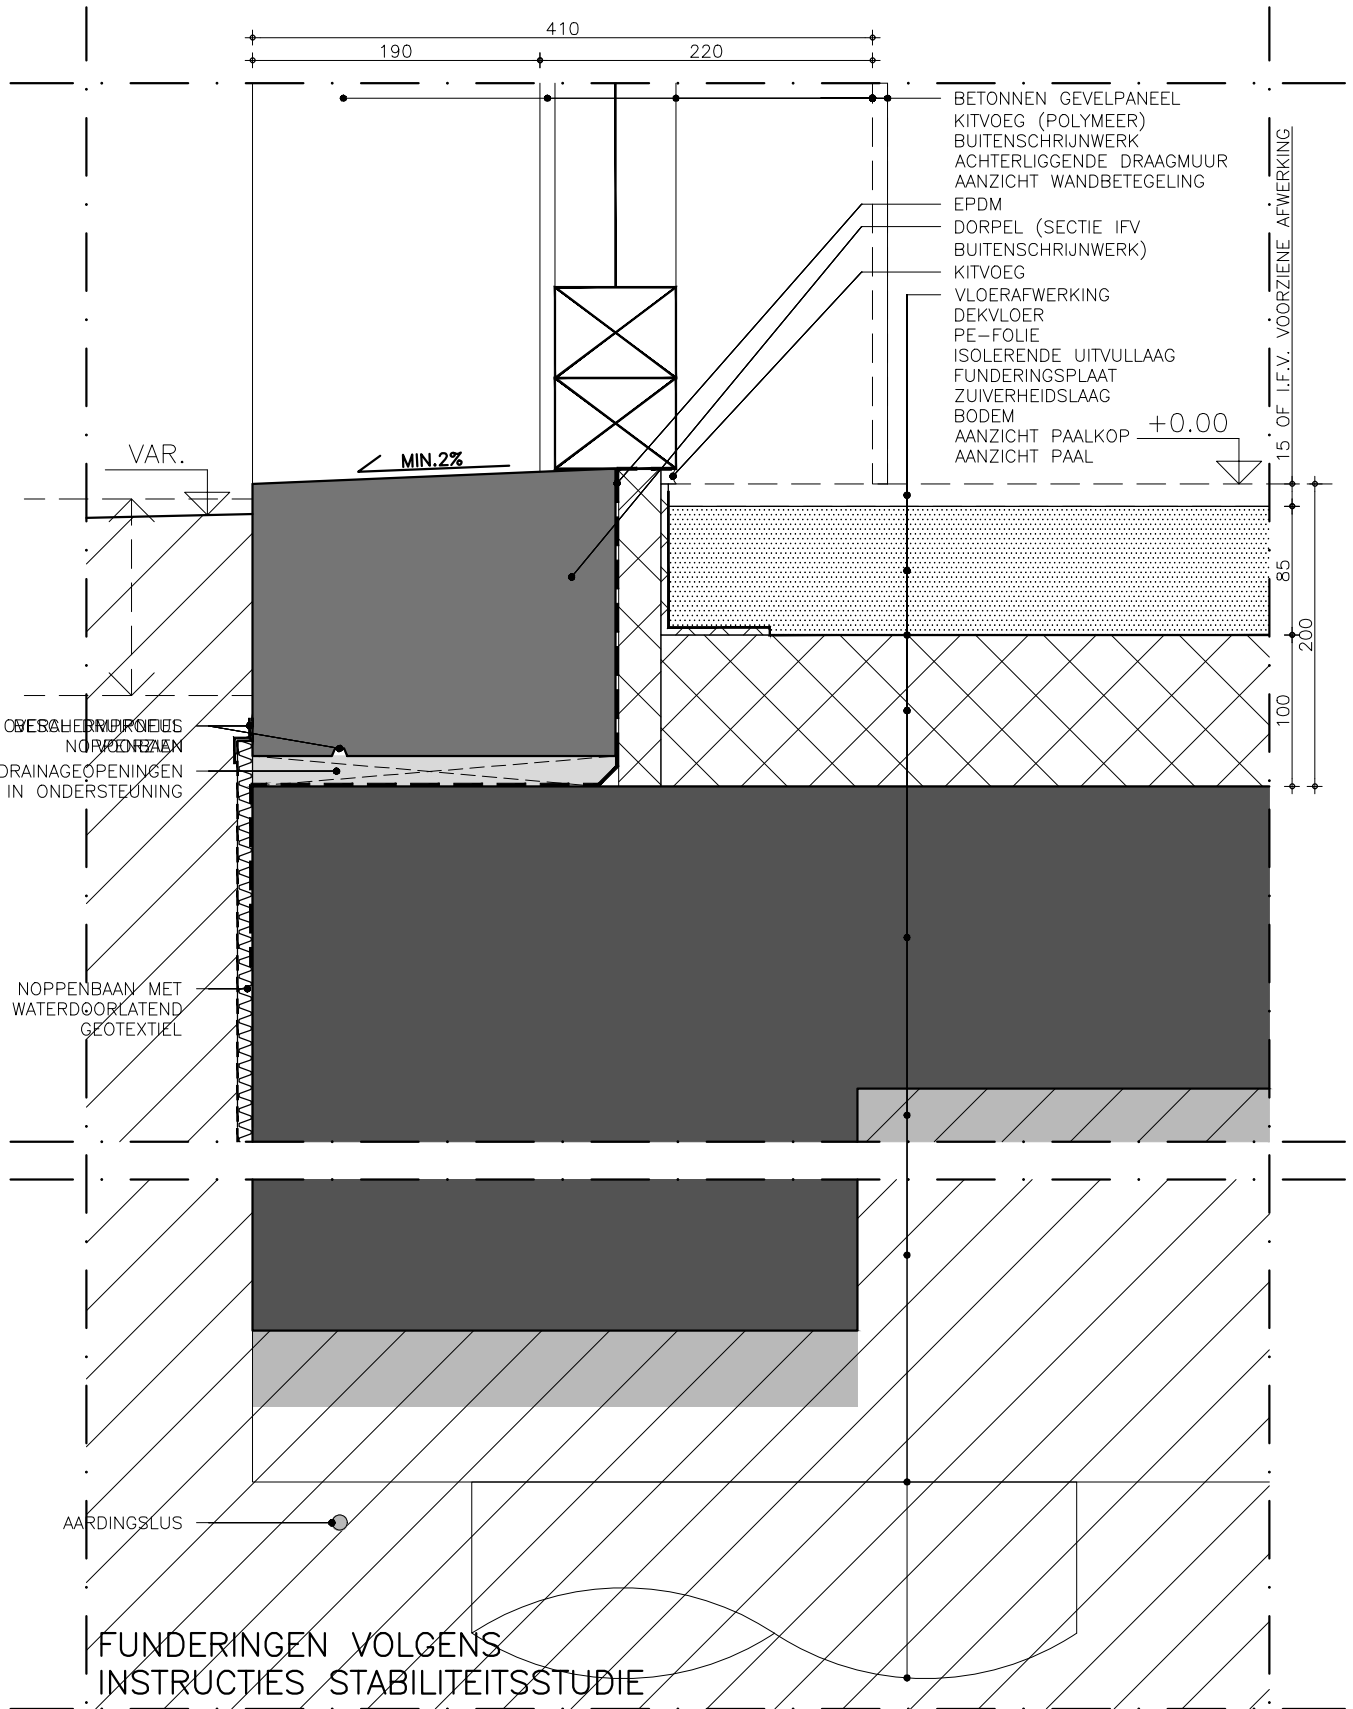 410
190
220
BETONNEN GEVELPANEEL
KITVOEG (POLYMEER)
BUITENSCHRIJNWERK
ACHTERLIGGENDE DRAAGMUUR
AANZICHT WANDBETEGELING
EPDM
DORPEL (SECTIE IFV
BUITENSCHRIJNWERK)
KITVOEG
VLOERAFWERKING
DEKVLOER
PE-FOLIE
ISOLERENDE UITVULLAAG
FUNDERINGSPLAAT
ZUIVERHEIDSLAAG
BODEM
AANZICHT PAALKOP
AANZICHT PAAL
+0.00
15 OF I.F.V. VOORZIENE AFWERKING
85
200
100
VAR.
MIN.2%
NOPPENBAAN
DRAINAGEOPENINGEN
IN ONDERSTEUNING
NOPPENBAAN MET
WATERDOORLATEND
GEOTEXTIEL
AARDINGSLUS
FUNDERINGEN VOLGENS
INSTRUCTIES STABILITEITSSTUDIE